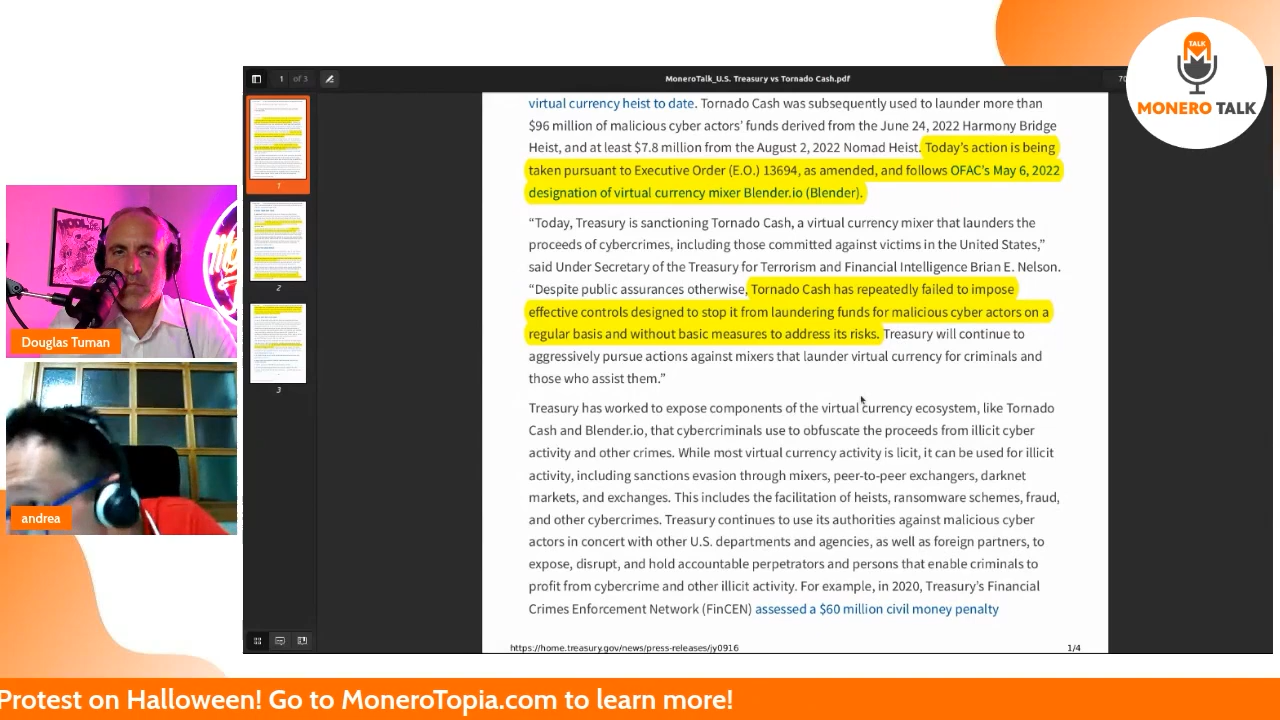 1 of 3
MoneroTalk_U.S. Treasury vs Tornado Cash.pdf
TALK
M
MONERO TALK
virtual currency heist to date. Tornado Cash was subsequently used to launder more than
$96 million of malicious cyber actors' funds derived from the June 24, 2022 Harmony Bridge
Heist, and at least $7.8 million from the August 2, 2022 Nomad Heist. Today's action is being
taken pursuant to Executive Order (E.O.) 13694, as amended, and follows OFAC's May 6, 2022
designation of virtual currency mixer Blender.io (Blender).
“Today, Treasury is sanctioning Tornado Cash, a virtual currency mixer that launders the
proceeds of cybercrimes, including those committed against victims in the United States,”
said Under Secretary of the Treasury for Terrorism and Financial Intelligence Brian E. Nelson.
“Despite public assurances otherwise, Tornado Cash has repeatedly failed to impose
effective controls designed to stop it from laundering funds for malicious cyber actors on a
regular basis and without basic measures to address its risks. Treasury will continue to
aggressively pursue actions against mixers that launder virtual currency for criminals and
those who assist them.”
Treasury has worked to expose components of the virtual currency ecosystem, like Tornado
Cash and Blender.io, that cybercriminals use to obfuscate the proceeds from illicit cyber
activity and other crimes. While most virtual currency activity is licit, it can be used for illicit
activity, including sanctions evasion through mixers, peer-to-peer exchangers, darknet
markets, and exchanges. This includes the facilitation of heists, ransomware schemes, fraud,
and other cybercrimes. Treasury continues to use its authorities against malicious cyber
actors in concert with other U.S. departments and agencies, as well as foreign partners, to
expose, disrupt, and hold accountable perpetrators and persons that enable criminals to
profit from cybercrime and other illicit activity. For example, in 2020, Treasury's Financial
Crimes Enforcement Network (FinCEN) assessed a $60 million civil money penalty
https://home.treasury.gov/news/press-releases/jy0916
1/4
1
2
3
Douglas Tuman
andrea
Protest on Halloween! Go to MoneroTopia.com to learn more!